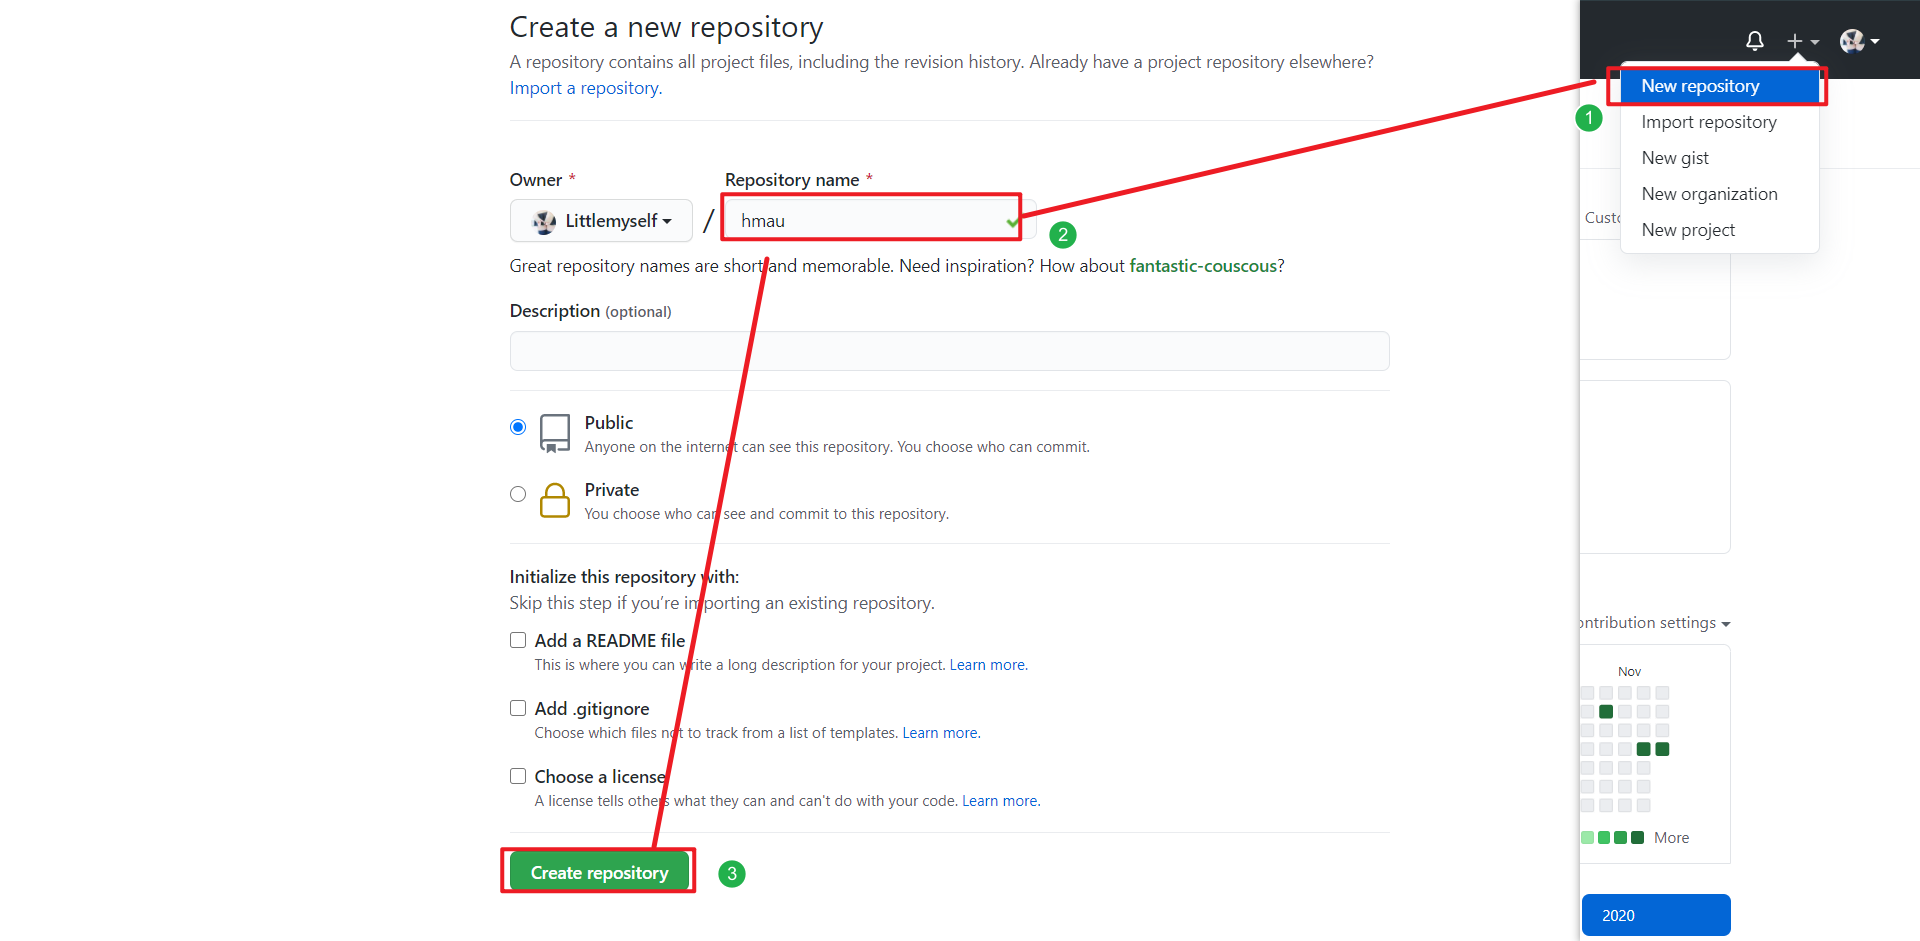 Create a new repository
A repository contains all project files, including the revision history. Already have a project repository elsewhere?
Import a repository.
Owner *
Repository name *
Littlemyself
/
hmau
2
Great repository names are short and memorable. Need inspiration? How about fantastic-couscous?
Description (optional)
Public
Anyone on the internet can see this repository. You choose who can commit.
Private
You choose who can see and commit to this repository.
Initialize this repository with:
Skip this step if you’re importing an existing repository.
Add a README file
This is where you can write a long description for your project. Learn more.
Add .gitignore
Choose which files not to track from a list of templates. Learn more.
Choose a license
A license tells others what they can and can't do with your code. Learn more.
Create repository
3
New repository
1
Import repository
New gist
New organization
Custo
New project
ontribution settings
Nov
More
2020